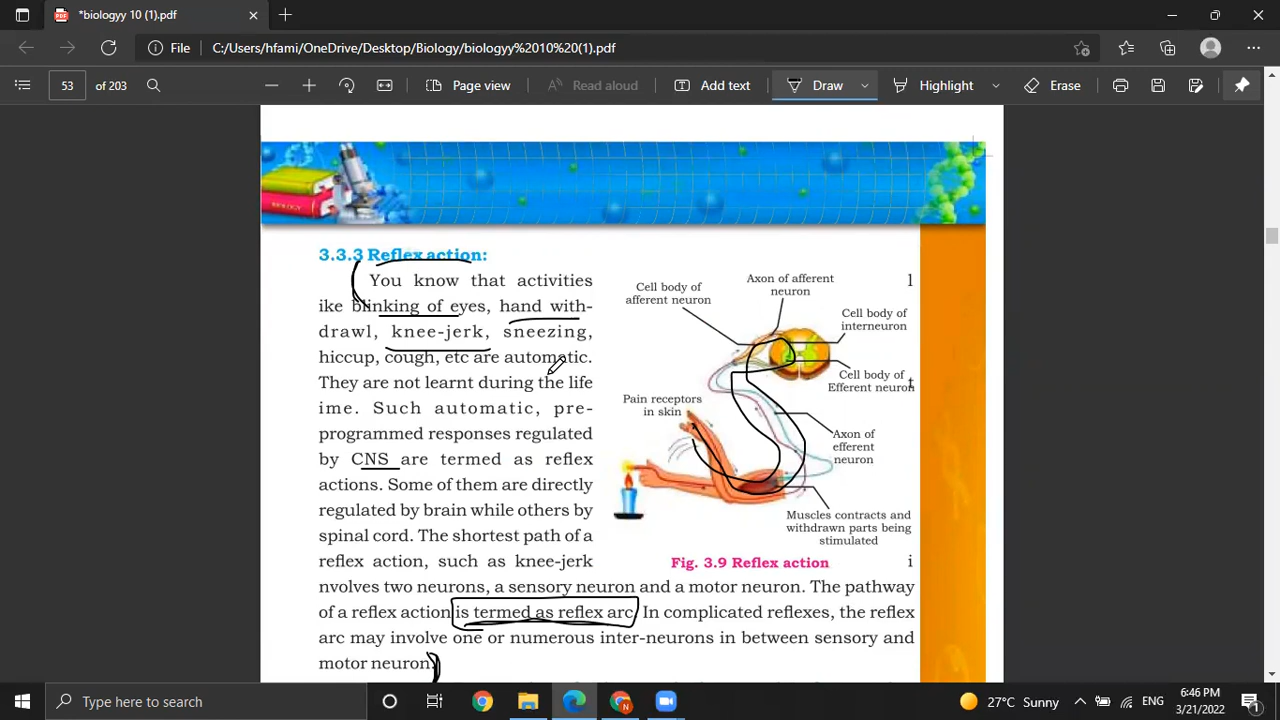 *biologyy 10 (1).pdf
File
C:/Users/hfami/OneDrive/Desktop/Biology/biologyy%2010%20(1).pdf
53 of 203
Page view
Read aloud
Add text
Draw
Highlight
Erase
BIOLOGY
3.3.3 Reflex action:
You know that activities l
ike blinking of eyes, hand with-
drawl, knee-jerk, sneezing,
hiccup, cough, etc are automatic.
They are not learnt during the life t
ime. Such automatic, pre-
programmed responses regulated
by CNS are termed as reflex
actions. Some of them are directly
regulated by brain while others by
spinal cord. The shortest path of a
reflex action, such as knee-jerk i
nvolves two neurons, a sensory neuron and a motor neuron. The pathway
of a reflex action is termed as reflex arc. In complicated reflexes, the reflex
arc may involve one or numerous inter-neurons in between sensory and
motor neuron.
Cell body of
afferent neuron
Axon of afferent
neuron
Cell body of
interneuron
Cell body of
Efferent neuron
Pain receptors
in skin
Axon of
efferent
neuron
Muscles contracts and
withdrawn parts being
stimulated
Fig. 3.9 Reflex action
Type here to search
27°C Sunny
ENG
6:46 PM
3/21/2022